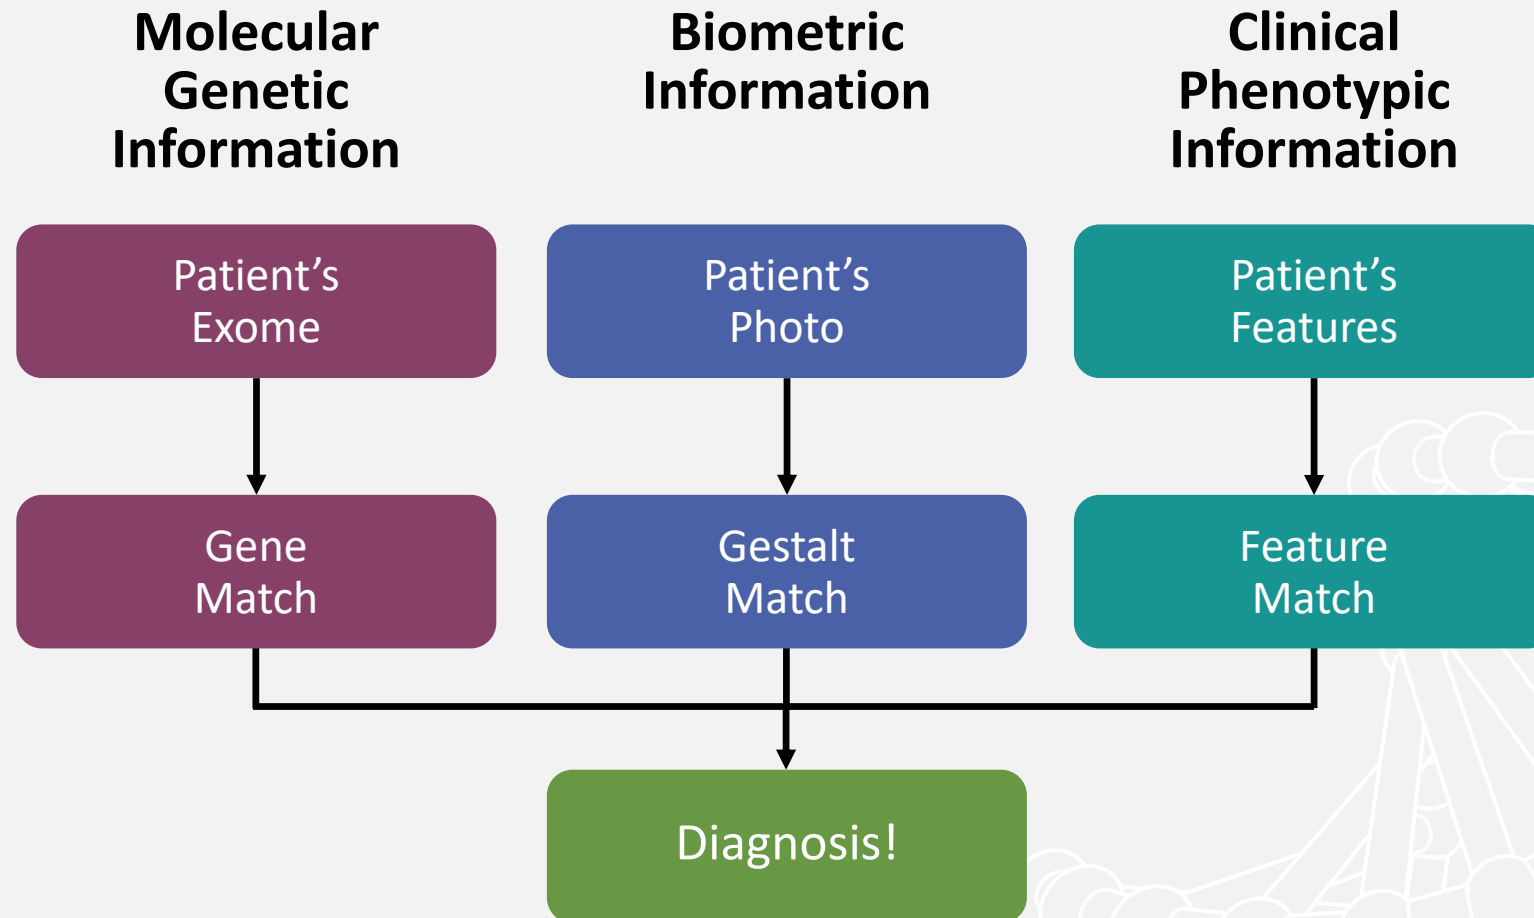 Molecular
Genetic
Information
Biometric
Information
Clinical
Phenotypic
Information
Patient’s
Exome
Patient’s
Photo
Patient’s
Features
Gene
Match
Gestalt
Match
Feature
Match
Diagnosis!